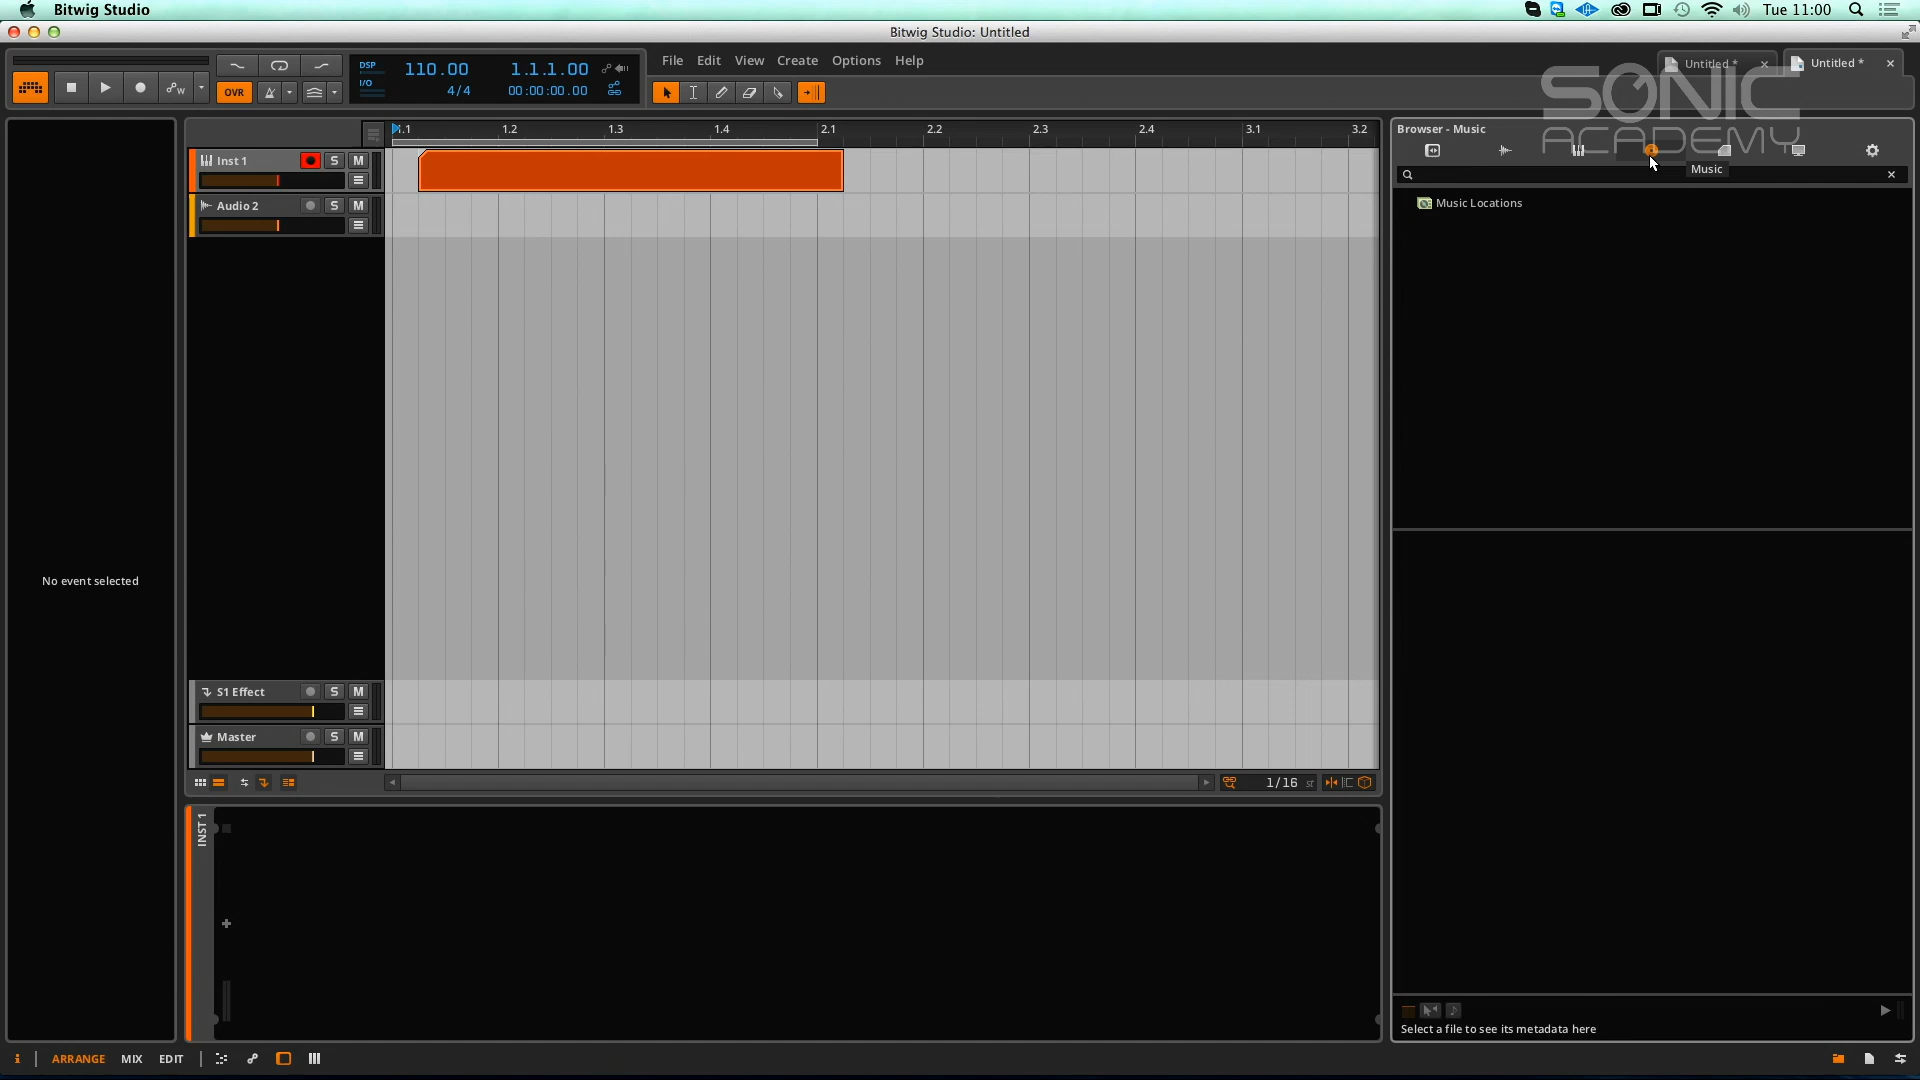 Bitwig Studio
Tue 11:00
Bitwig Studio: Untitled
File Edit View Create Options Help
Untitled *
Untitled *
DSP
I/O
110.00
4/4
1.1.1.00
00:00:00.00
OVR
SONIC
ACADEMY
1.1 1.2 1.3 1.4 2.1 2.2 2.3 2.4 3.1 3.2
Browser - Music
Music
Music Locations
Inst 1 S M
Audio 2 S M
No event selected
S1 Effect S M
Master S M
1/16 st
INST 1
Select a file to see its metadata here
i | ARRANGE MIX EDIT |